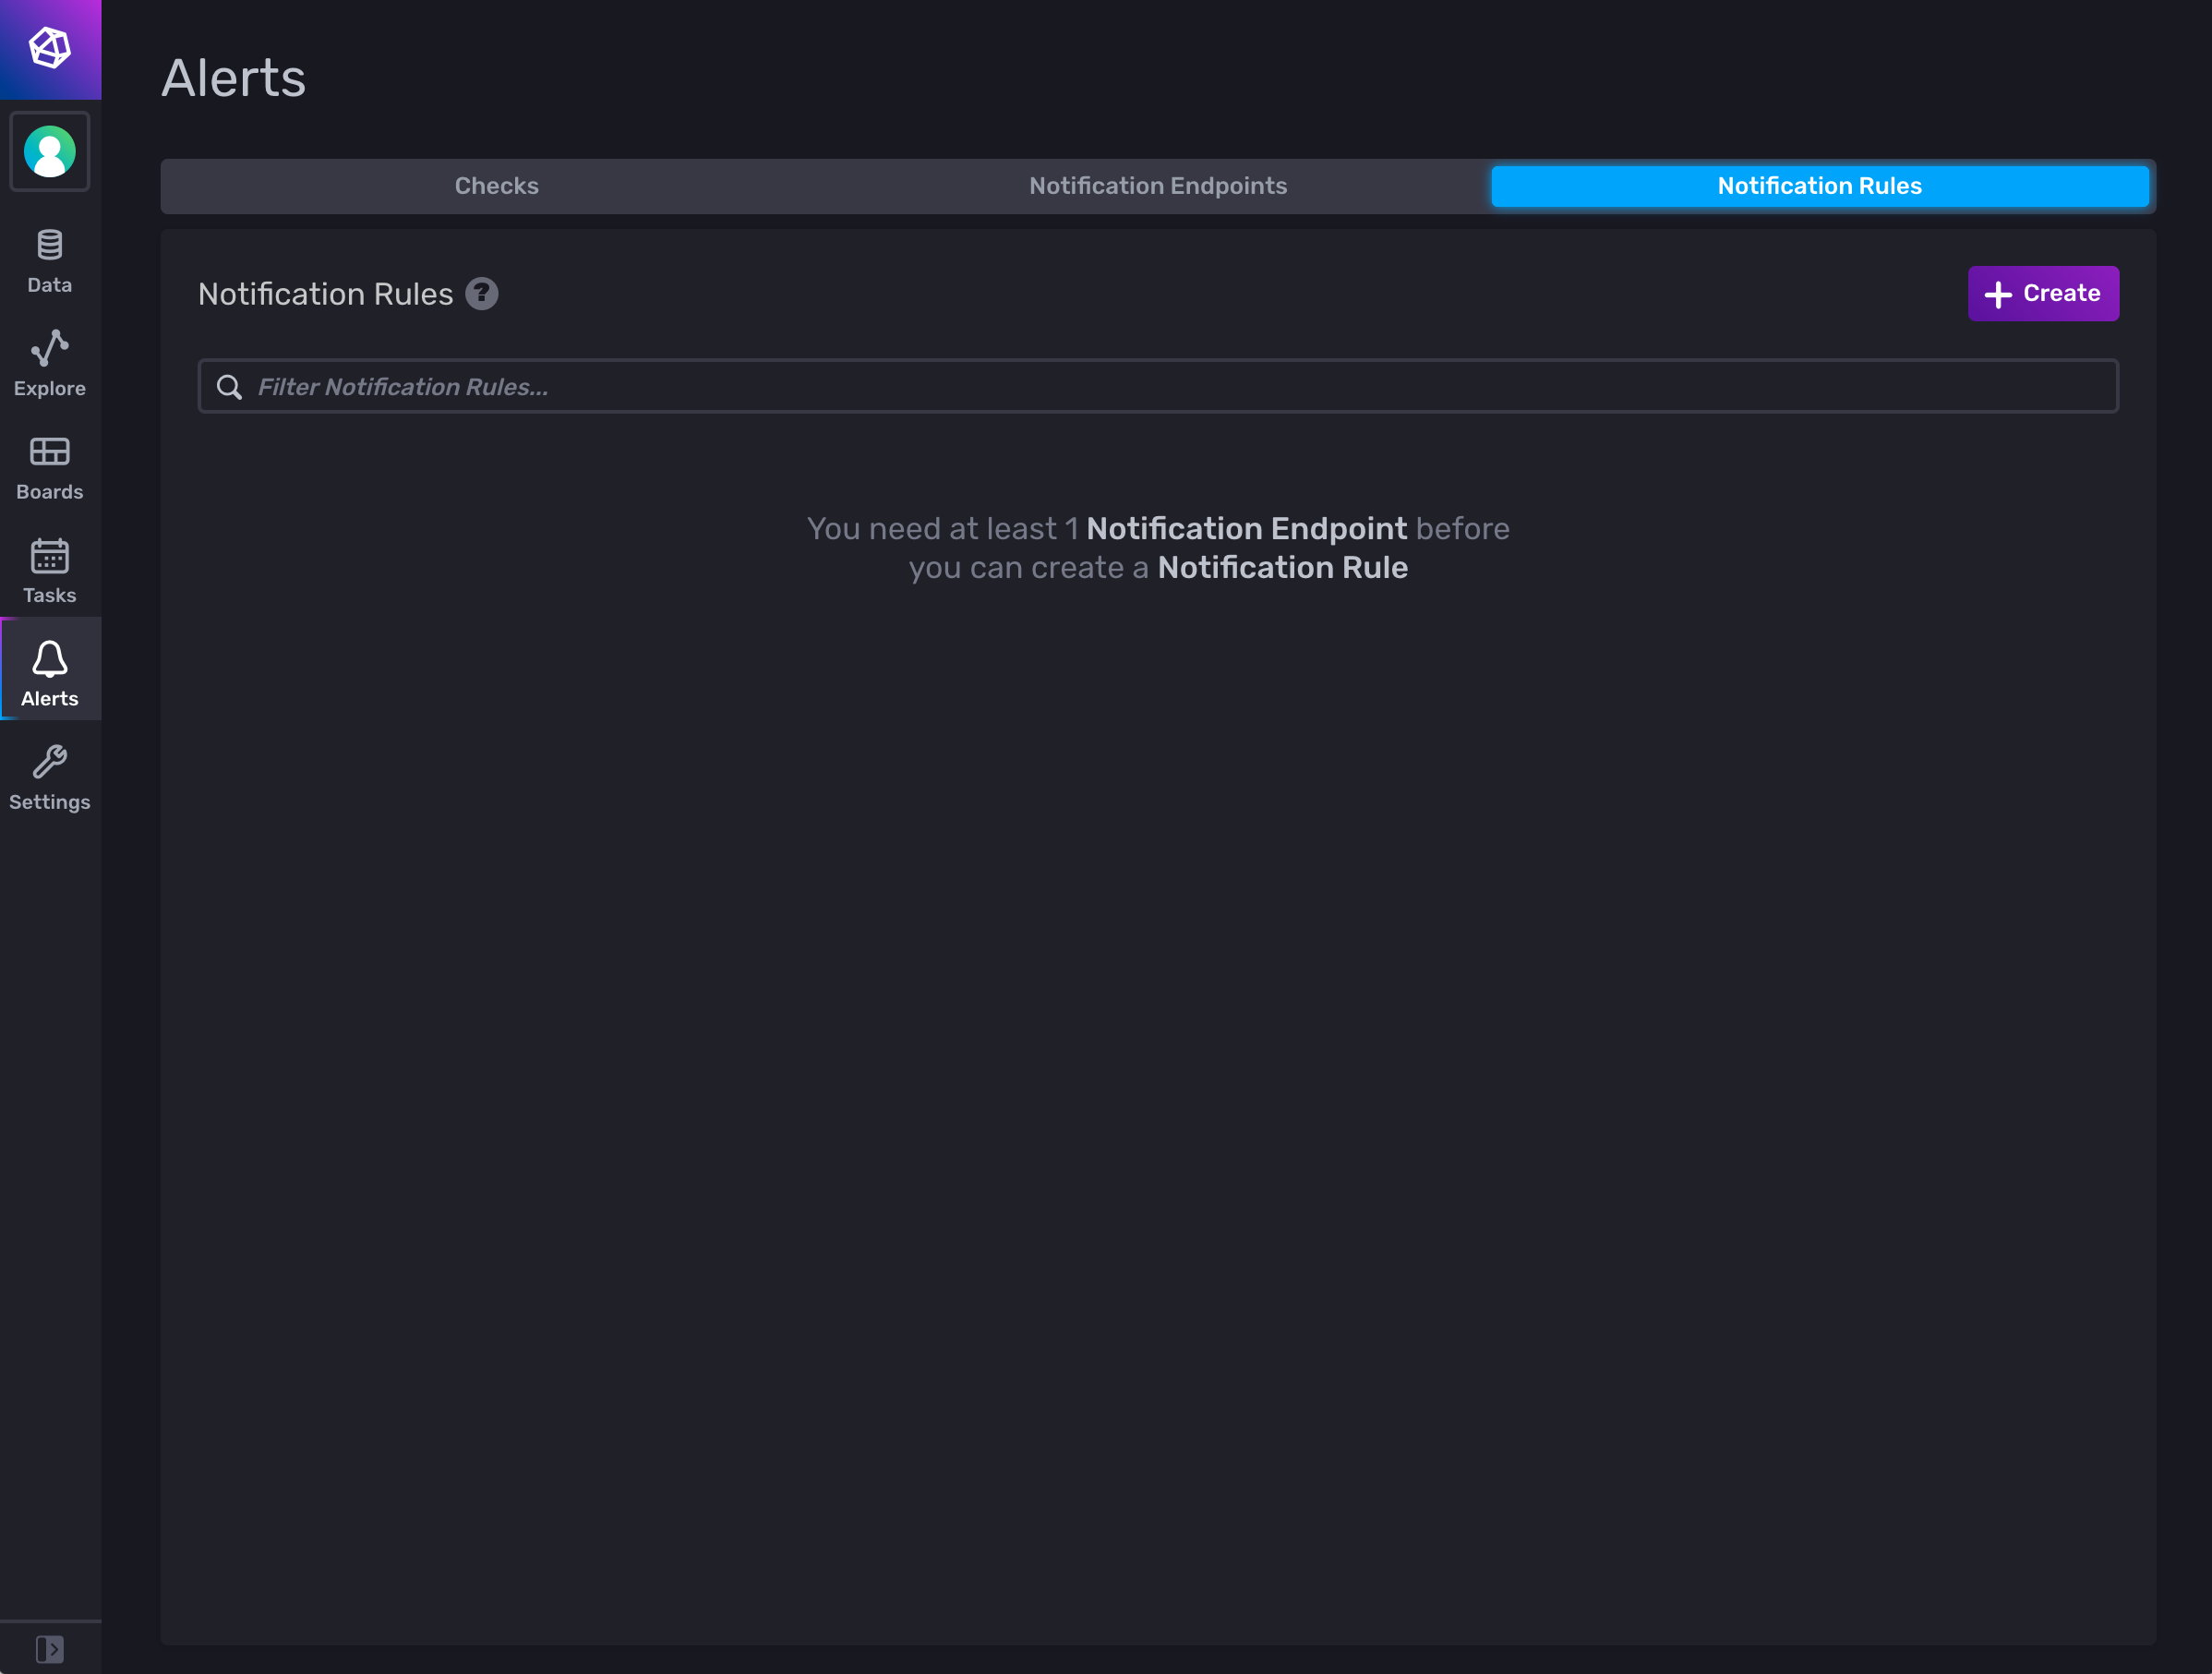 Alerts
Checks
Notification Endpoints
Notification Rules
Data
Notification Rules ?
Create
Explore
Filter Notification Rules...
Boards
You need at least 1 Notification Endpoint before
you can create a Notification Rule
Tasks
Alerts
Settings